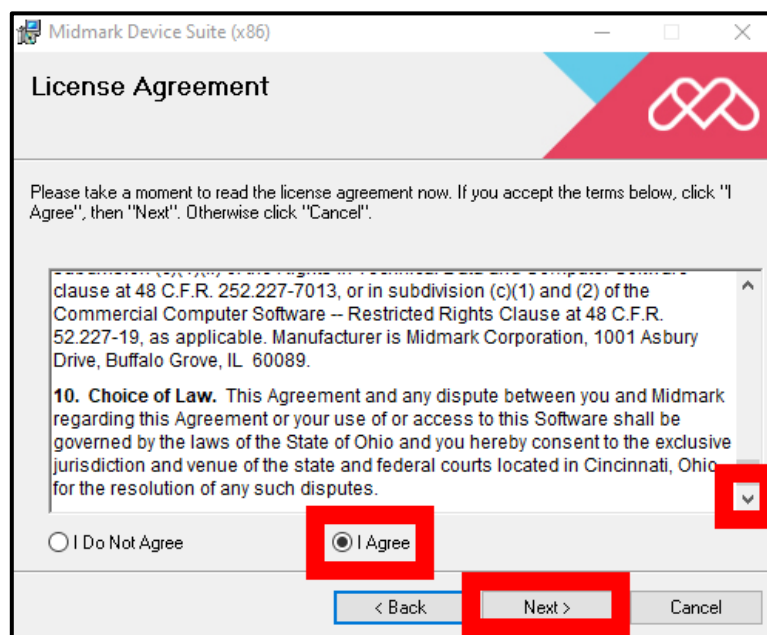 Midmark Device Suite (x86)
License Agreement
Please take a moment to read the license agreement now. If you accept the terms below, click "I
Agree", then "Next". Otherwise click "Cancel".
clause at 48 C.F.R. 252.227-7013, or in subdivision (c)(1) and (2) of the
Commercial Computer Software -- Restricted Rights Clause at 48 C.F.R.
52.227-19, as applicable. Manufacturer is Midmark Corporation, 1001 Asbury
Drive, Buffalo Grove, IL 60089.
10. Choice of Law. This Agreement and any dispute between you and Midmark
regarding this Agreement or your use of or access to this Software shall be
governed by the laws of the State of Ohio and you hereby consent to the exclusive
jurisdiction and venue of the state and federal courts located in Cincinnati, Ohio
for the resolution of any such disputes.
I Do Not Agree
I Agree
< Back
Next >
Cancel